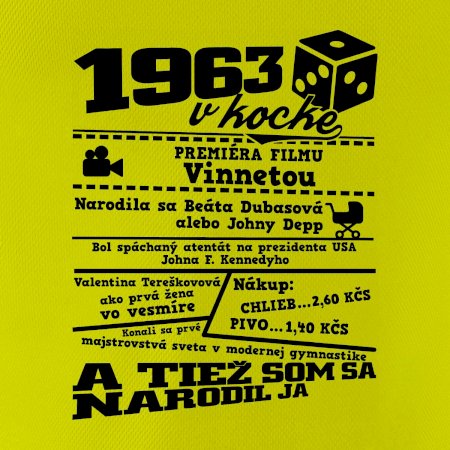 1963
v kocke
PREMIÉRA FILMU
Vinnetou
Narodila sa Beáta Dubasová
alebo Johny Depp
Bol spáchaný atentát na prezidenta USA
Johna F. Kennedyho
Valentina Tereškovová
ako prvá žena
vo vesmíre
Nákup:
CHLIEB...2,60 KČS
PIVO...1,40 KČS
Konali sa prvé
majstrovstvá sveta v modernej gymnastike
A TIEŽ SOM SA
NARODIL JA